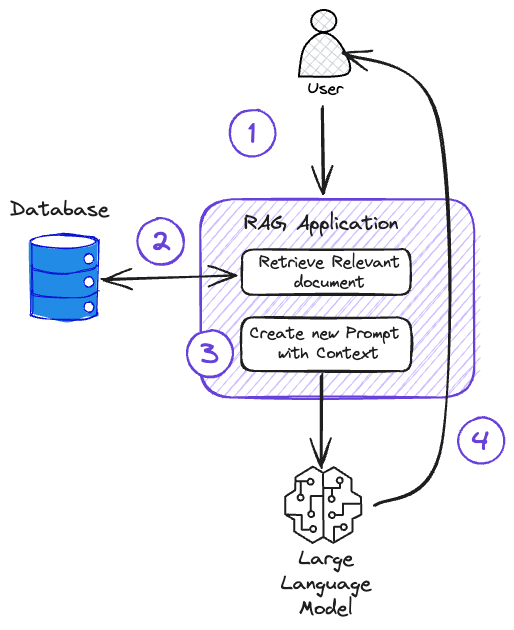 User
1
Database
2
RAG Application
Retrieve Relevant
document
3
Create new Prompt
with Context
4
Large
Language
Model